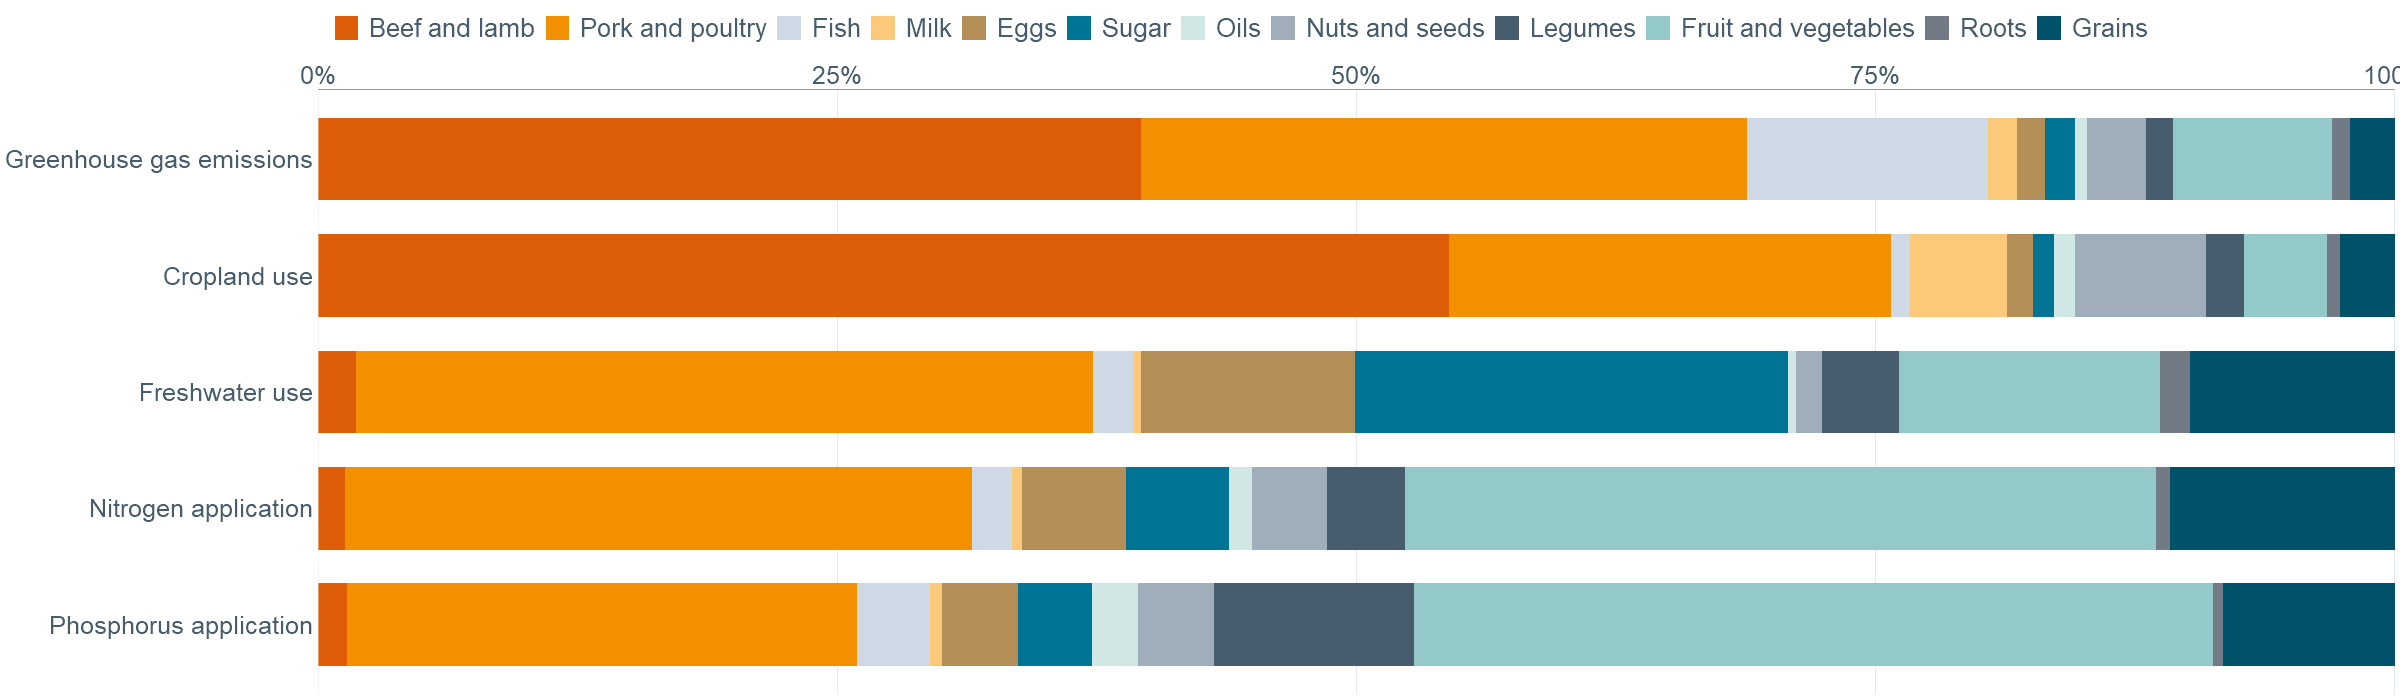 Beef and lamb Pork and poultry Fish Milk Eggs Sugar Oils Nuts and seeds Legumes Fruit and vegetables Roots Grains
0% 25% 50% 75% 100
Greenhouse gas emissions
Cropland use
Freshwater use
Nitrogen application
Phosphorus application